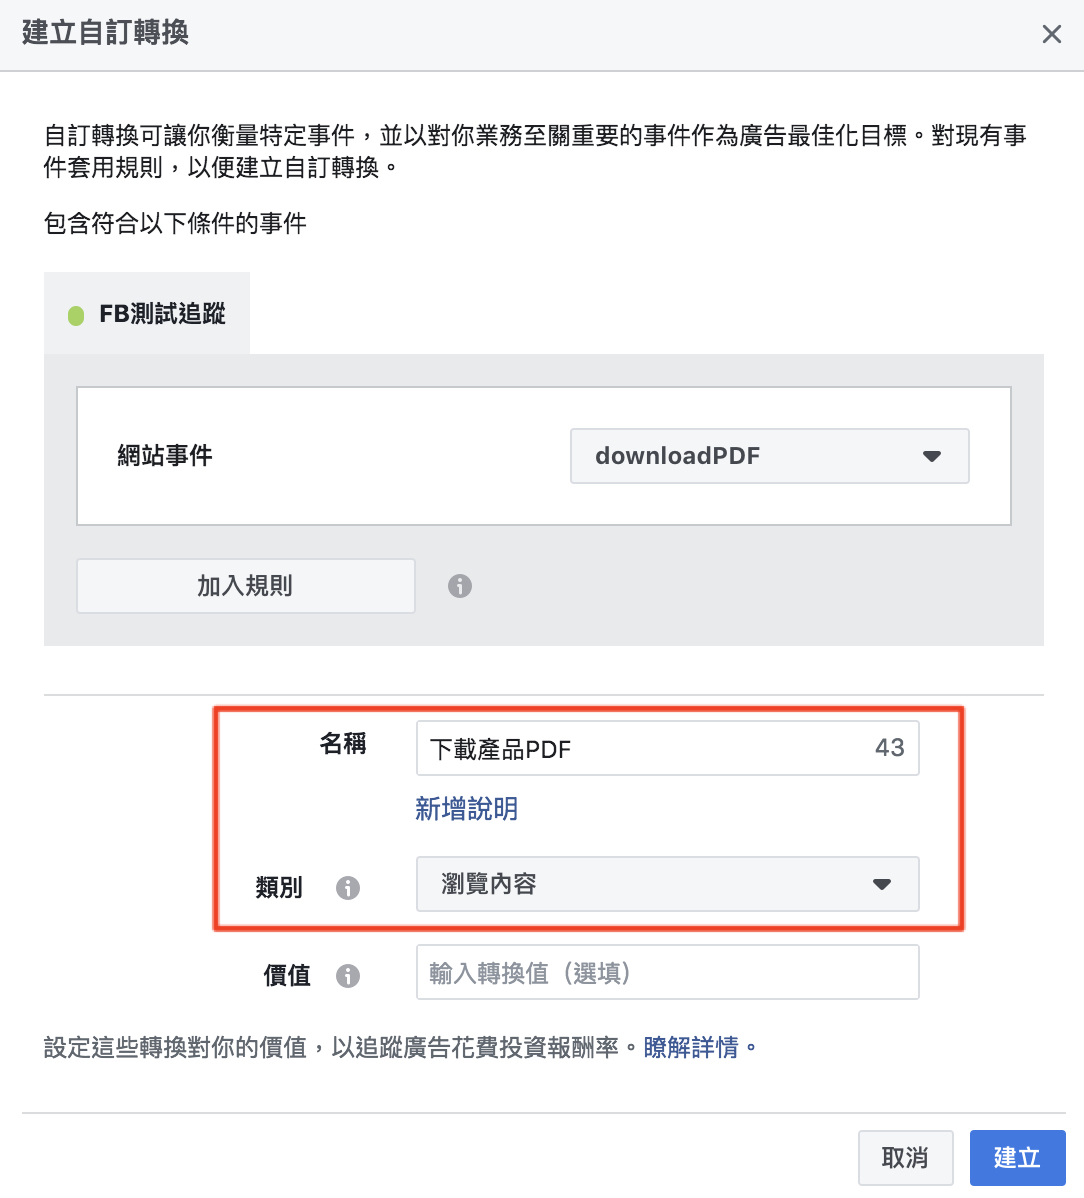 建立自訂轉換
自訂轉換可讓你衡量特定事件，並以對你業務至關重要的事件作為廣告最佳化目標。對現有事
件套用規則，以便建立自訂轉換。
包含符合以下條件的事件
FB測試追蹤
網站事件
downloadPDF
加入規則
名稱
下載產品PDF
43
新增說明
類別
瀏覽內容
價值
輸入轉換值（選填）
設定這些轉換對你的價值，以追蹤廣告花費投資報酬率。瞭解詳情。
取消
建立